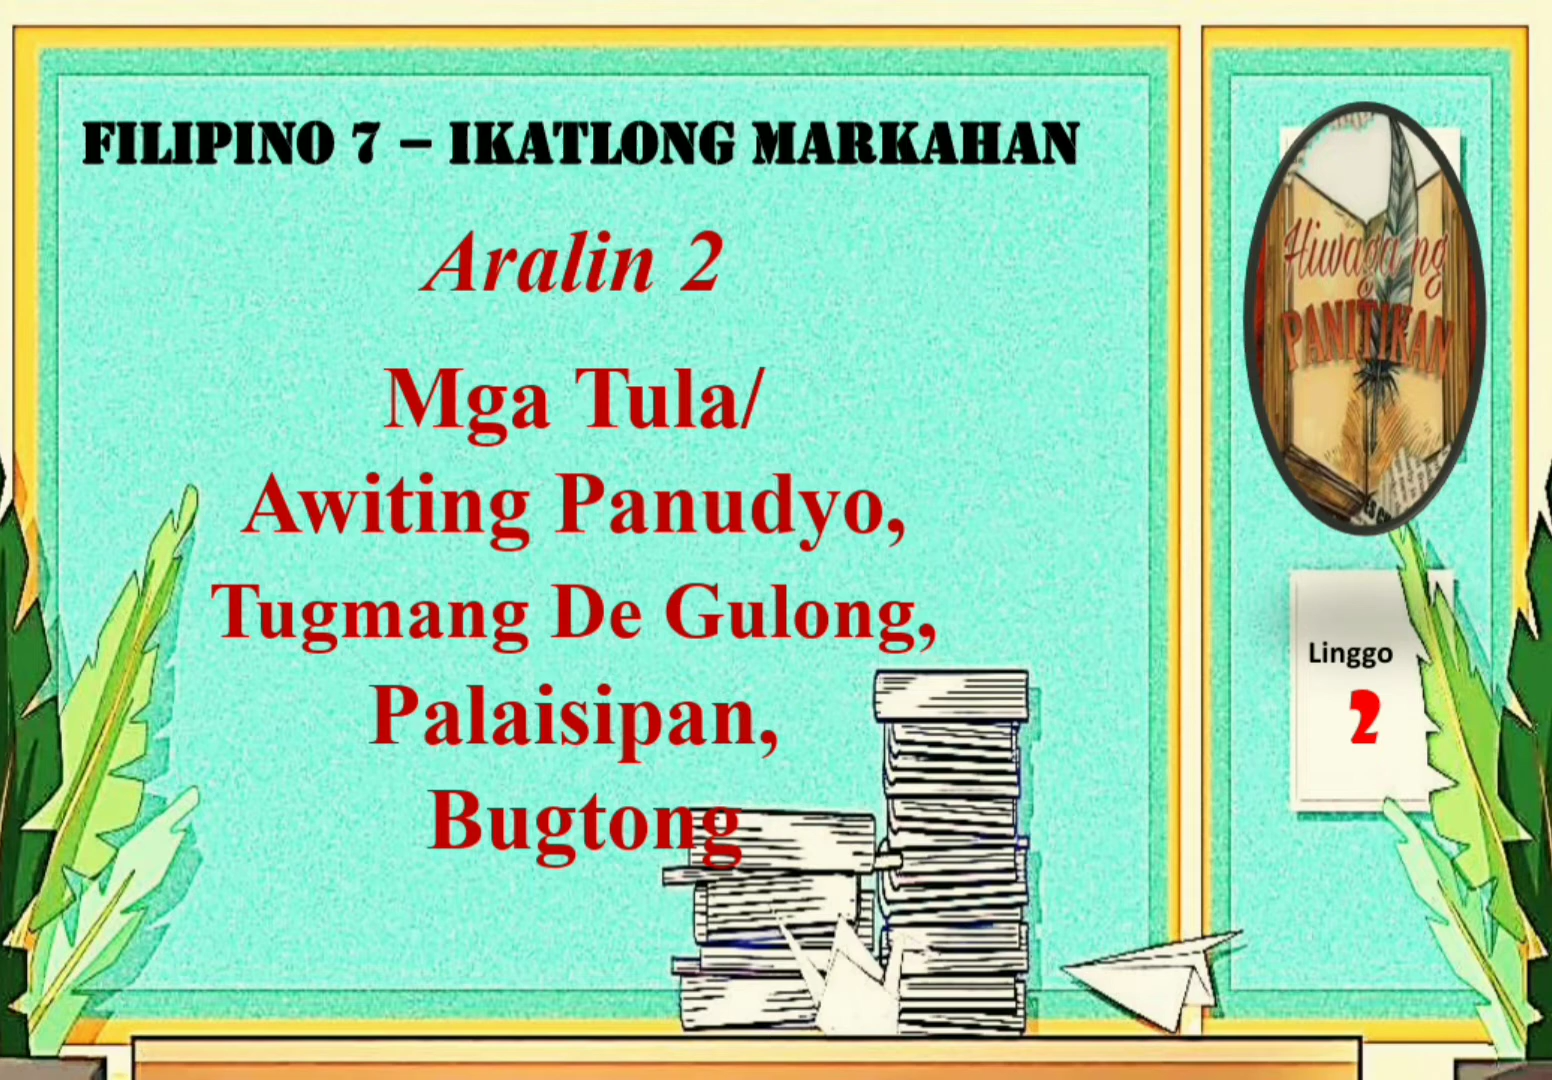 FILIPINO 7 – IKATLONG MARKAHAN
Aralin 2
Mga Tula/
Awiting Panudyo,
Tugmang De Gulong,
Palaisipan,
Bugtong
Hiwaga ng
PANITIKAN
Linggo
2